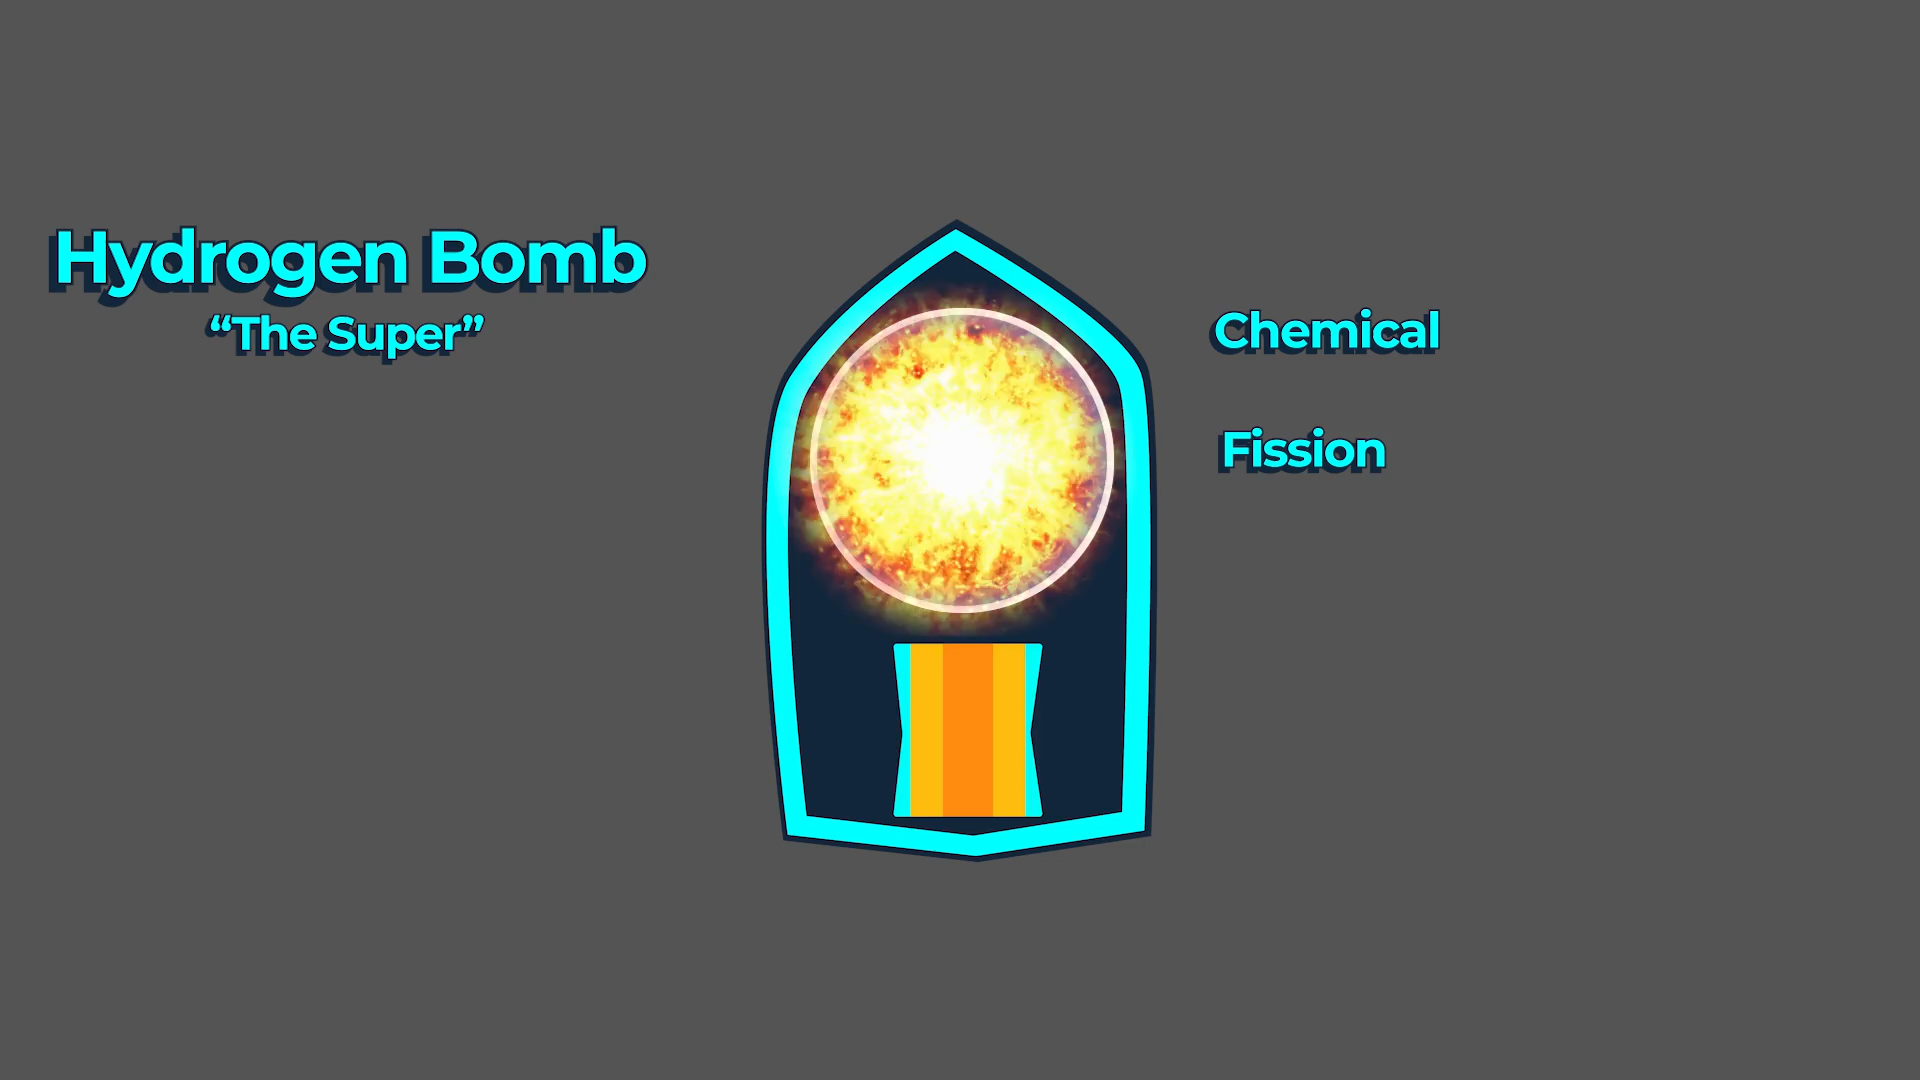 Hydrogen Bomb
“The Super”
Chemical
Fission